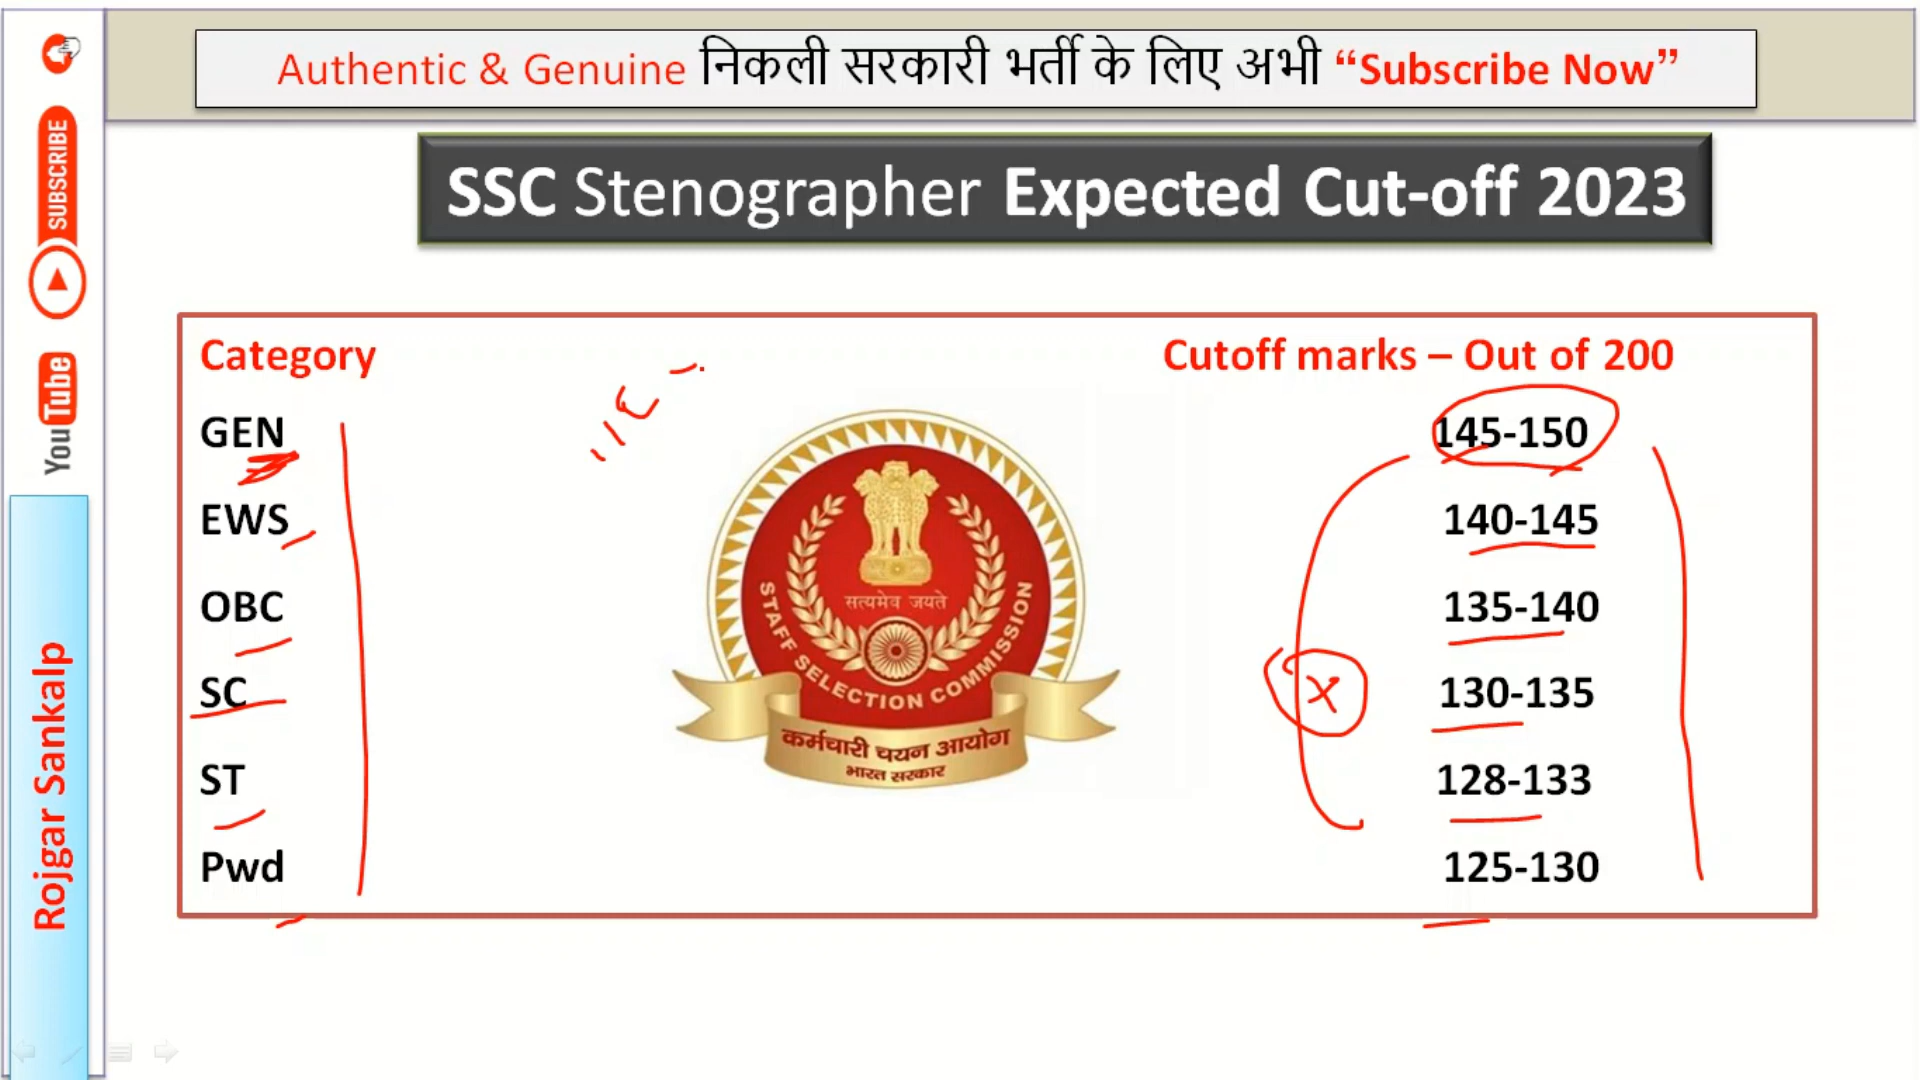 Authentic & Genuine निकली सरकारी भर्ती के लिए अभी “Subscribe Now”
SSC Stenographer Expected Cut-off 2023
Category Cutoff marks – Out of 200
GEN 145-150
EWS 140-145
OBC 135-140
SC 130-135
ST 128-133
Pwd 125-130
X
सत्यमेव जयते
STAFF SELECTION COMMISSION
कर्मचारी चयन आयोग
भारत सरकार
SUBSCRIBE
YouTube
Rojgar Sankalp